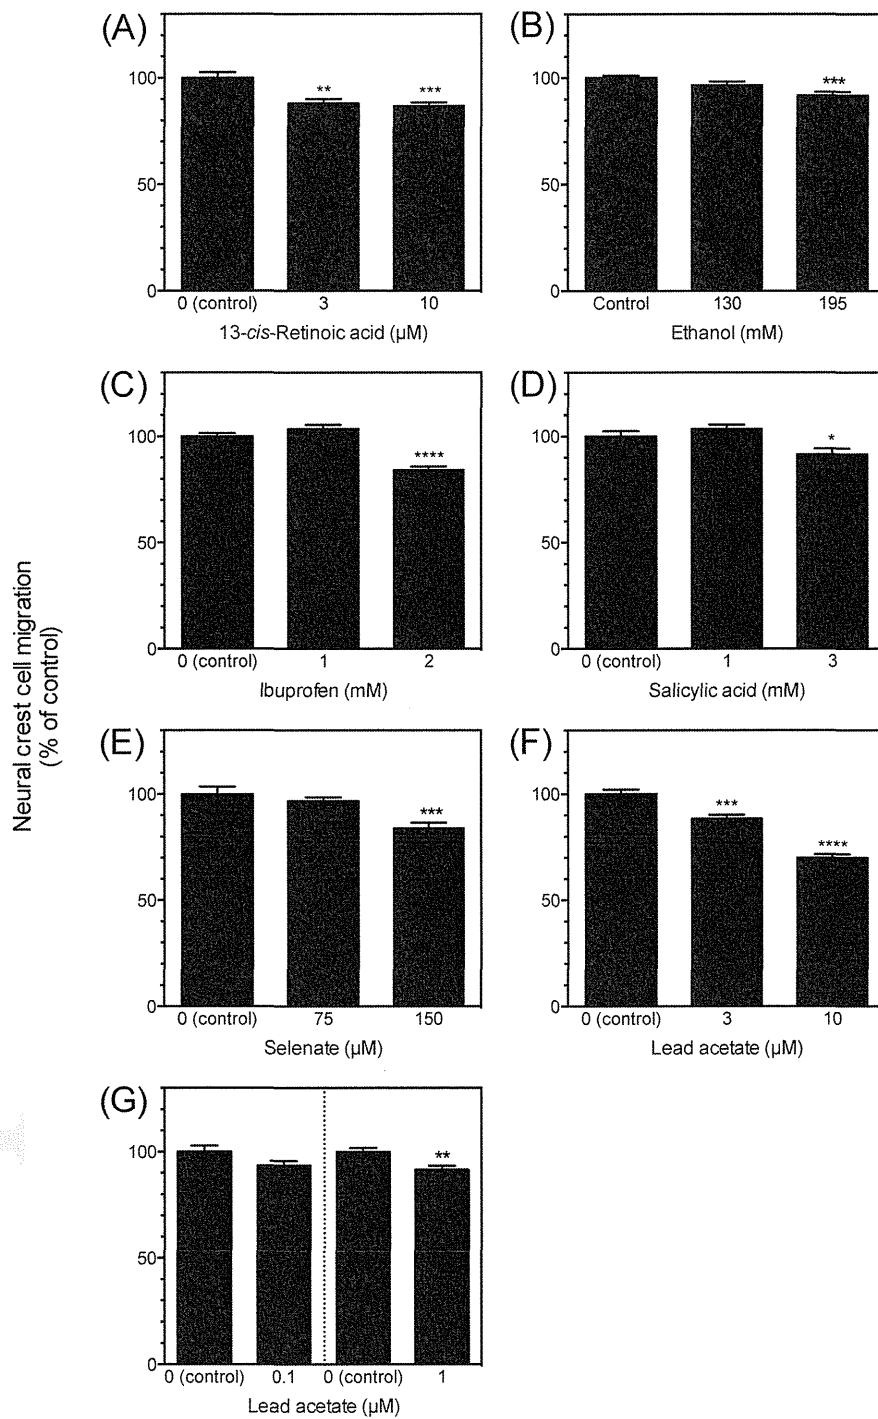 Neural crest cell migration
(% of control)
(A)
100
50
0
** ***
0 (control) 3 10
13-cis-Retinoic acid (µM)
(B)
100
50
0
***
Control 130 195
Ethanol (mM)
(C)
100
50
0
****
0 (control) 1 2
Ibuprofen (mM)
(D)
100
50
0
*
0 (control) 1 3
Salicylic acid (mM)
(E)
100
50
0
***
0 (control) 75 150
Selenate (µM)
(F)
100
50
0
*** ****
0 (control) 3 10
Lead acetate (µM)
(G)
100
50
0
**
0 (control) 0.1 0 (control) 1
Lead acetate (µM)